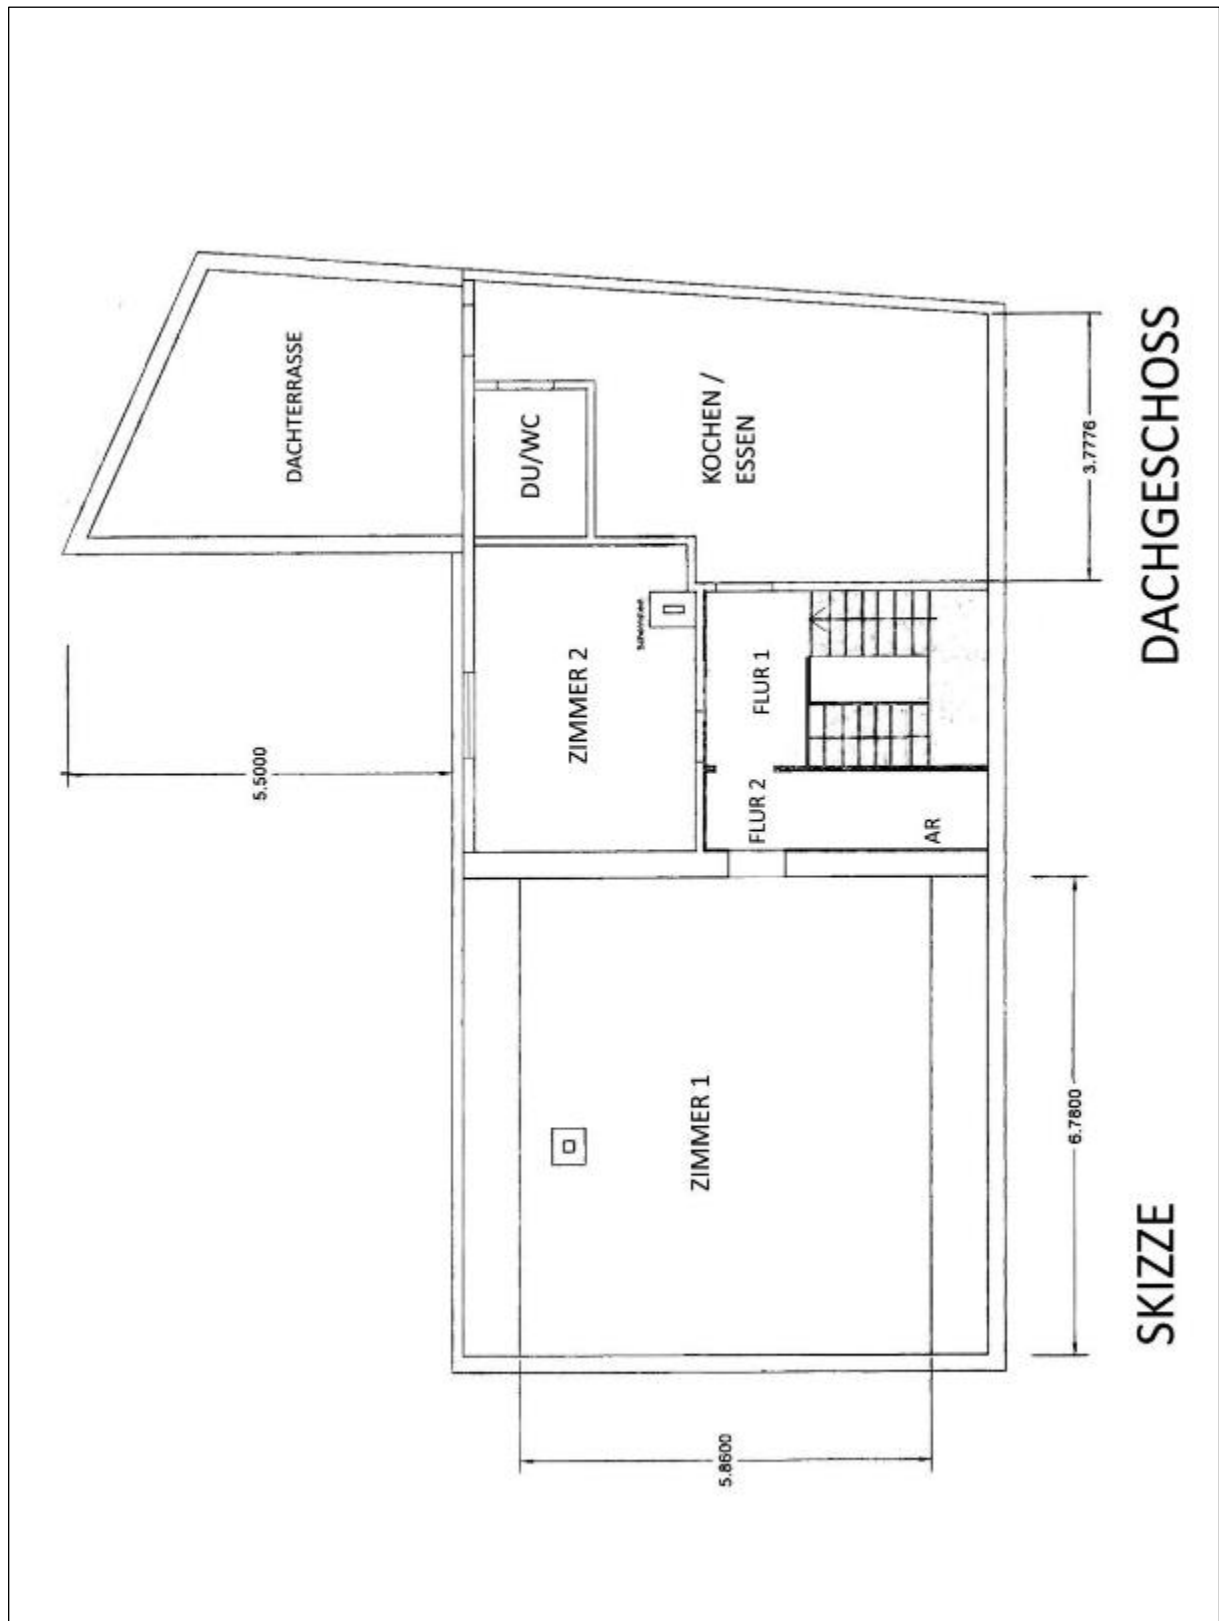 5.5000
DACHTERRASSE
DU/WC
ZIMMER 2
Schornstein
5.8600
ZIMMER 1
FLUR 2
FLUR 1
KOCHEN /
ESSEN
AR
6.7800
3.7776
SKIZZE
DACHGESCHOSS